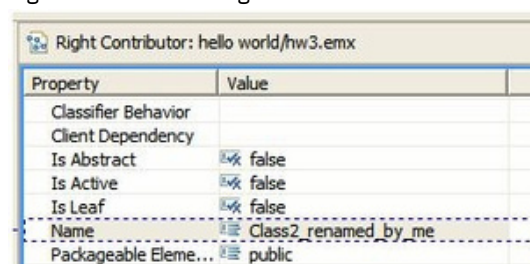 Right Contributor: hello world/hw3.emx
Property Value
Classifier Behavior
Client Dependency
Is Abstract false
Is Active false
Is Leaf false
Name Class2_renamed_by_me
Packageable Eleme... public